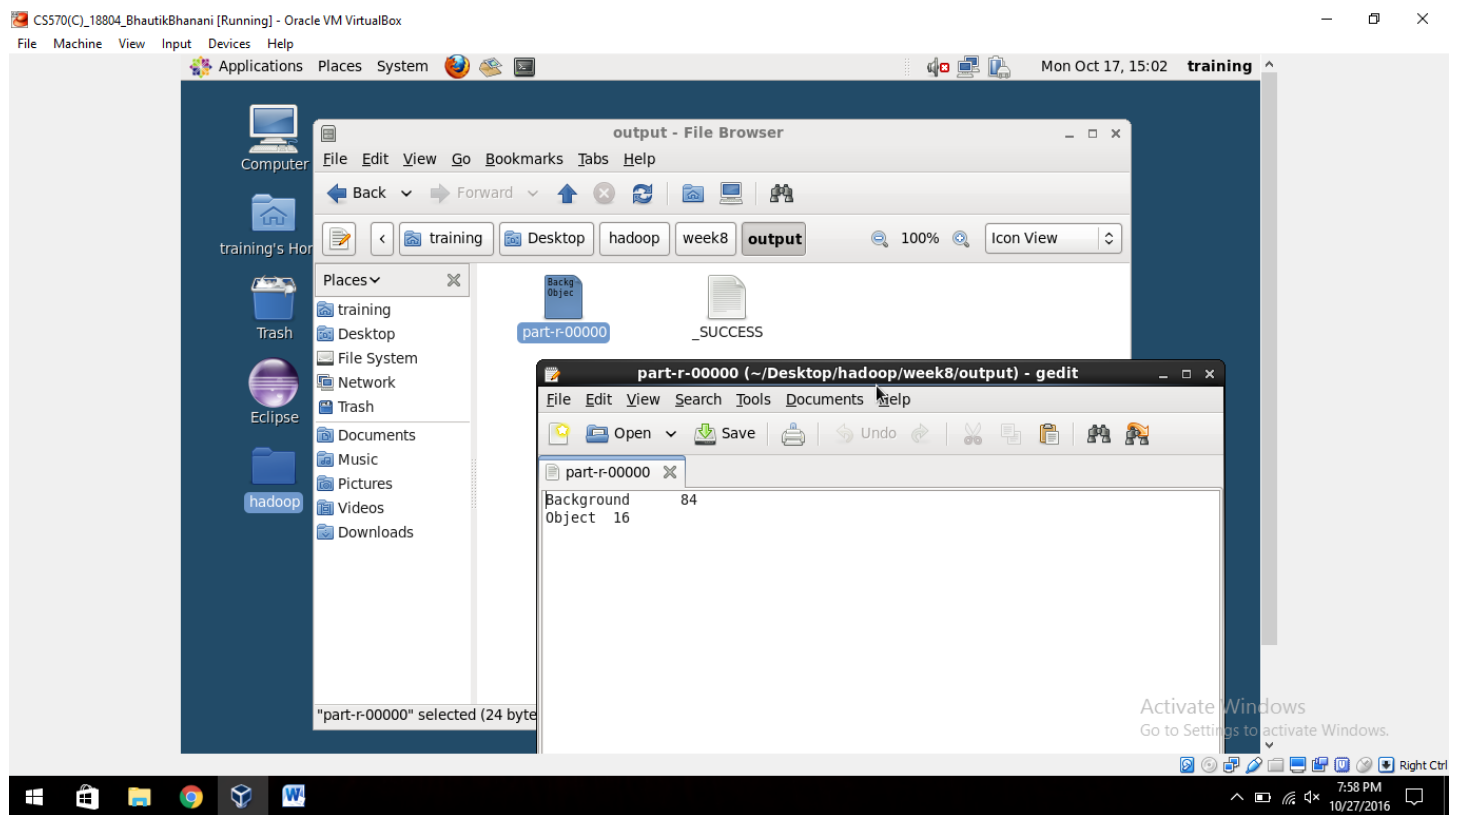 CS570(C)_18804_BhautikBhanani [Running] - Oracle VM VirtualBox
File Machine View Input Devices Help
Applications Places System Mon Oct 17, 15:02 training
Computer
training's Hor
Trash
Eclipse
hadoop
output - File Browser
File Edit View Go Bookmarks Tabs Help
Back Forward
training Desktop hadoop week8 output 100% Icon View
Places
training
Desktop
File System
Network
Trash
Documents
Music
Pictures
Videos
Downloads
Backg
Objec
part-r-00000
_SUCCESS
"part-r-00000" selected (24 byte
part-r-00000 (~/Desktop/hadoop/week8/output) - gedit
File Edit View Search Tools Documents Help
Open Save Undo
part-r-00000
Background 84
Object 16
Activate Windows
Go to Settings to activate Windows.
Right Ctrl
7:58 PM
10/27/2016